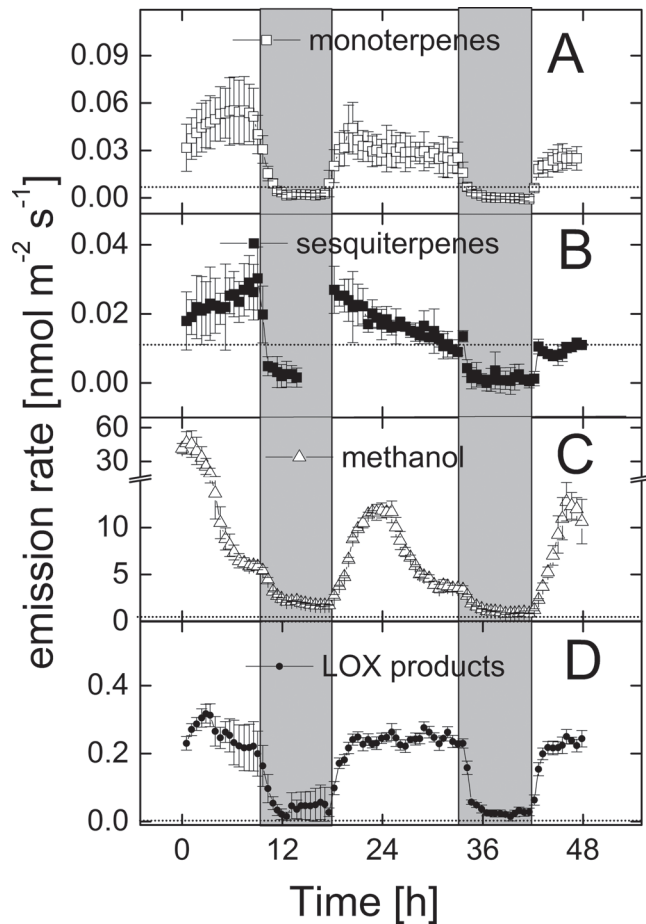 emission rate [nmol m⁻² s⁻¹]
0.09
0.06
0.03
0.00
monoterpenes
A
0.04
0.02
0.00
sesquiterpenes
B
60
30
10
5
0
methanol
C
0.4
0.2
0.0
LOX products
D
0 12 24 36 48
Time [h]